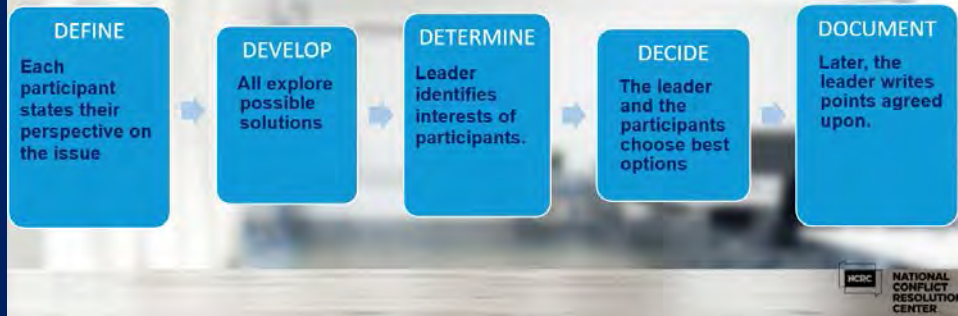 DEFINE
Each
participant
states their
perspective on
the issue
DEVELOP
All explore
possible
solutions
DETERMINE
Leader
identifies
interests of
participants.
DECIDE
The leader
and the
participants
choose best
options
DOCUMENT
Later, the
leader writes
points agreed
upon.
NCRC
NATIONAL
CONFLICT
RESOLUTION
CENTER